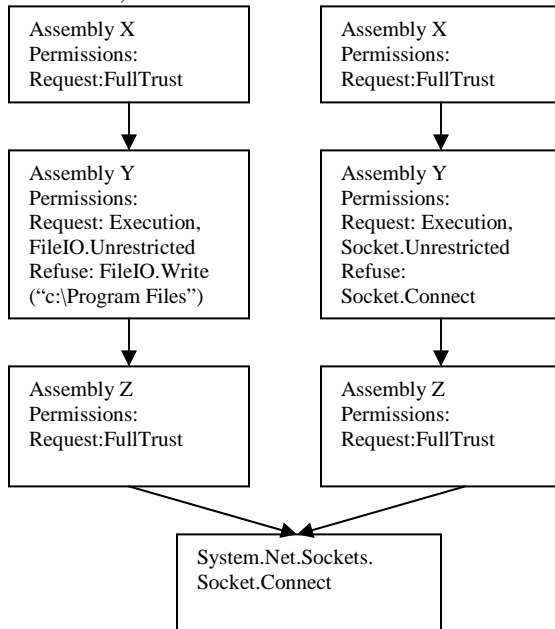 Assembly X
Permissions:
Request:FullTrust
Assembly X
Permissions:
Request:FullTrust
Assembly Y
Permissions:
Request: Execution,
FileIO.Unrestricted
Refuse: FileIO.Write
(“c:\Program Files”)
Assembly Y
Permissions:
Request: Execution,
Socket.Unrestricted
Refuse:
Socket.Connect
Assembly Z
Permissions:
Request:FullTrust
Assembly Z
Permissions:
Request:FullTrust
System.Net.Sockets.
Socket.Connect